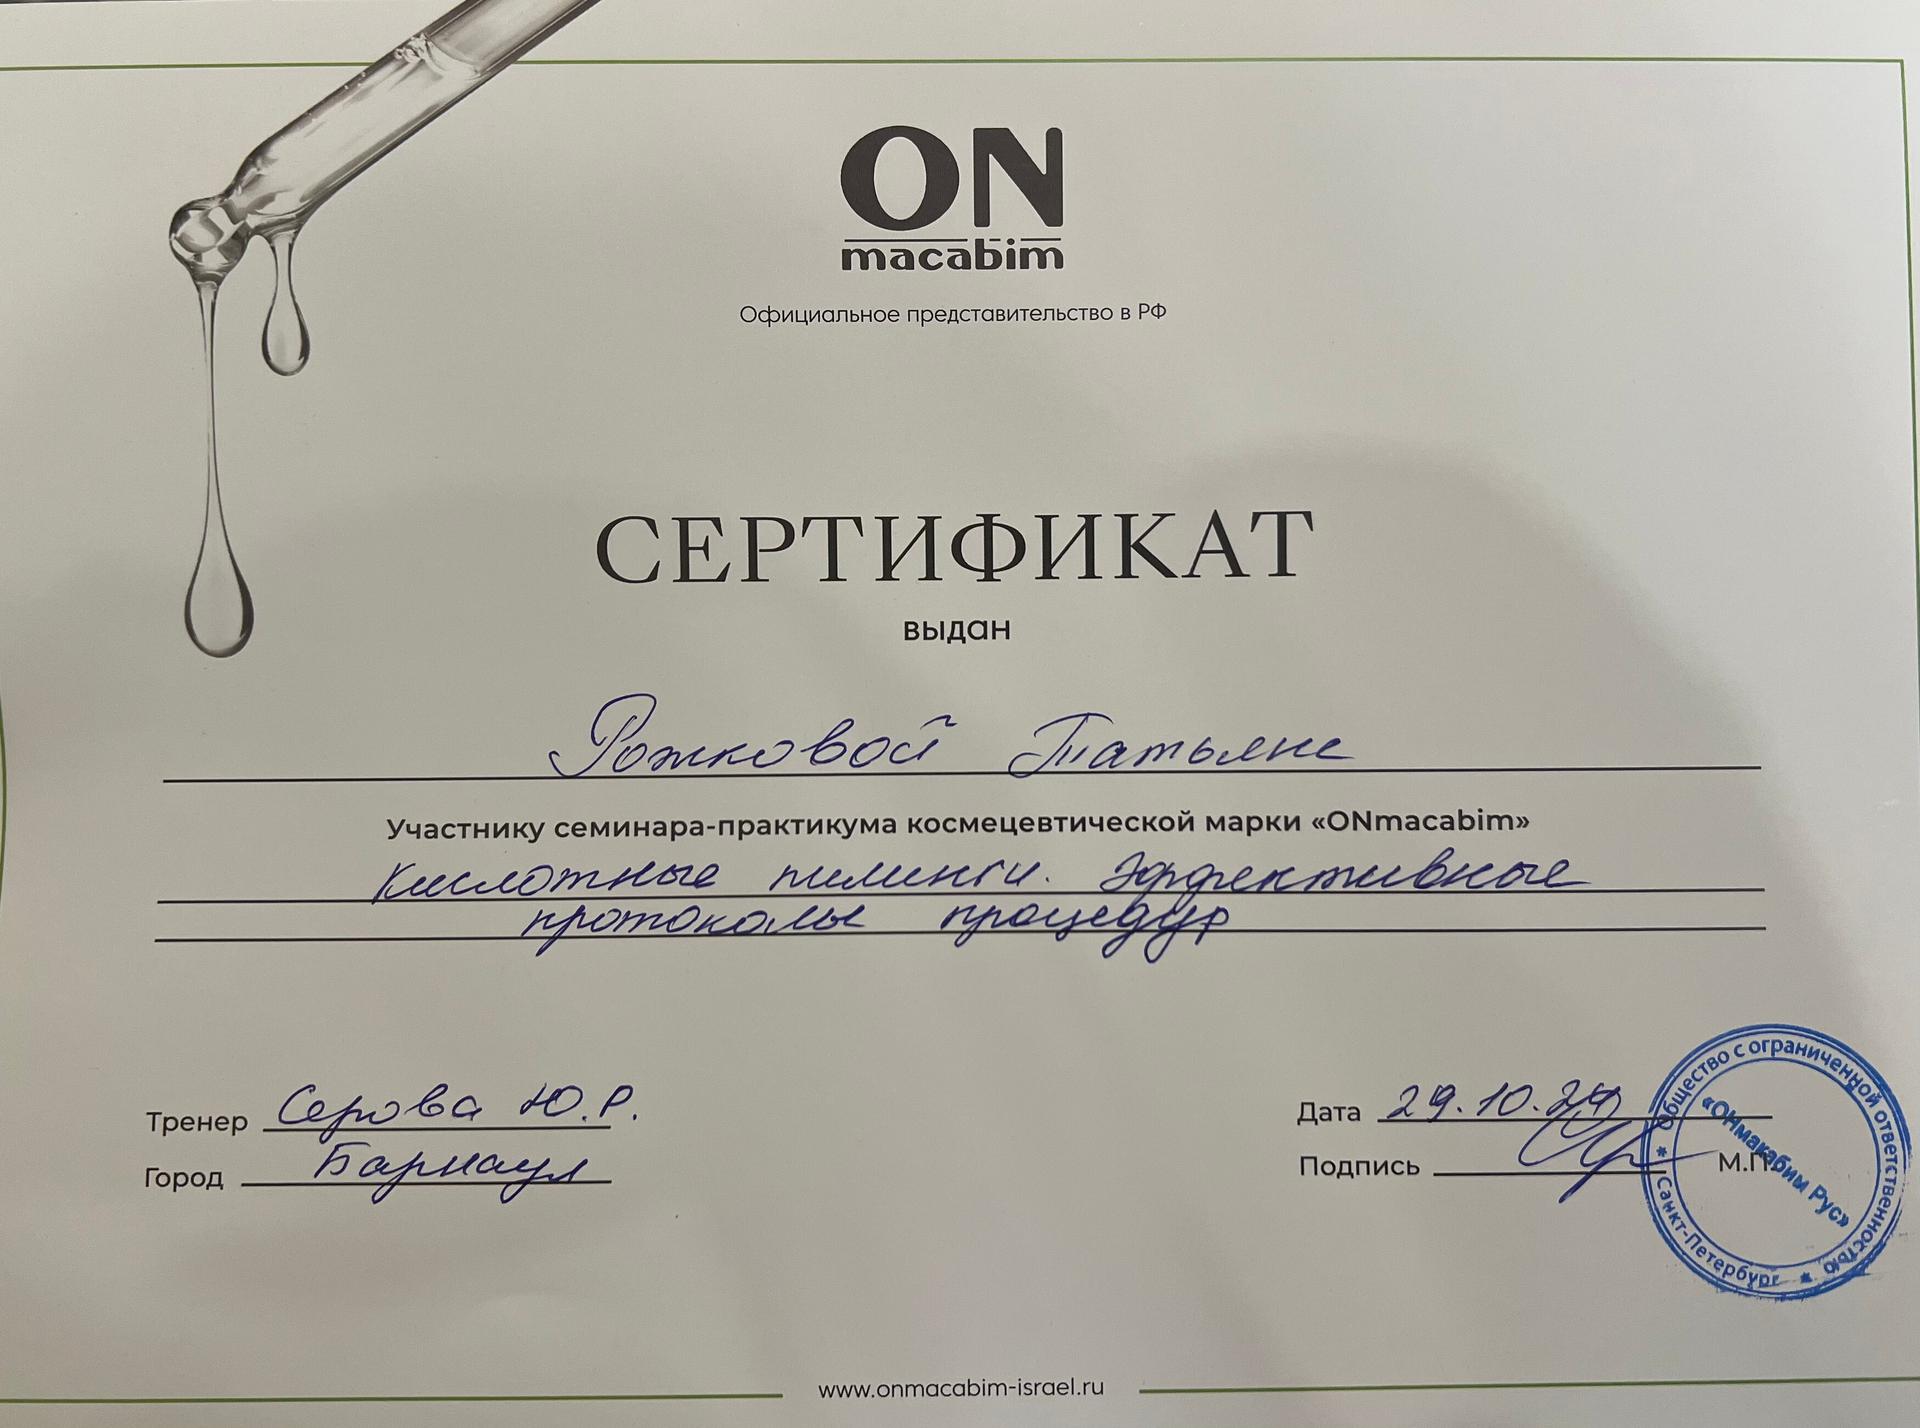 ON
macabim
Официальное представительство в РФ
СЕРТИФИКАТ
выдан
Рожковой Татьяне
Участнику семинара-практикума космецевтической марки «ONmacabim»
Кислотные пилинги. Эффективные
протоколы процедур
Тренер Серова Ю.Р.
Город Барнаул
Дата 29.10.24
Подпись
М.П.
Общество с ограниченной ответственностью * Санкт-Петербург *
«ОНмакабим Рус»
www.onmacabim-israel.ru